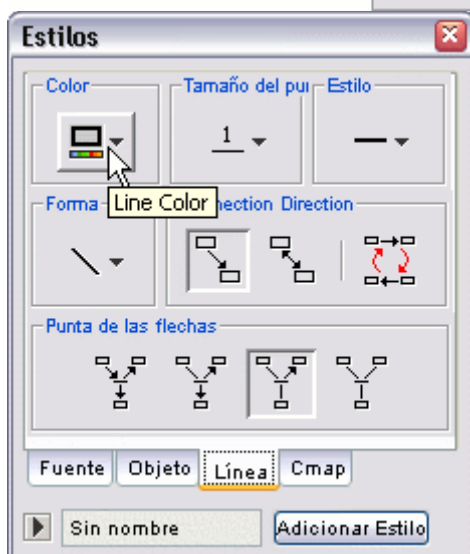 Estilos
Color
Tamaño del pu
Estilo
1
Forma
Line Color
nection Direction
Punta de las flechas
Fuente
Objeto
Línea
Cmap
Sin nombre
Adicionar Estilo